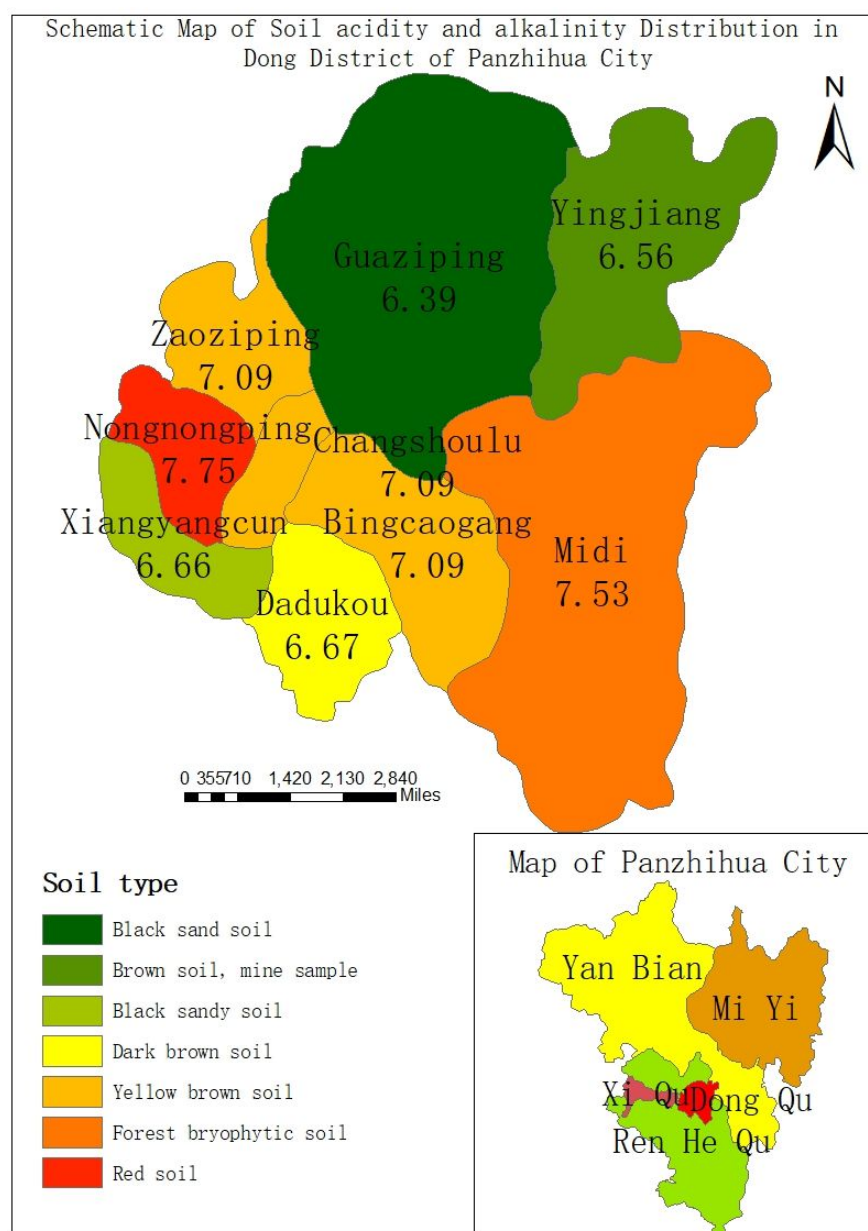 Schematic Map of Soil acidity and alkalinity Distribution in
Dong District of Panzhihua City
N
Yingjiang
6.56
Guaziping
6.39
Zaoziping
7.09
Nongnongping
7.75
Changshoulu
7.09
Xiangyangcun
6.66
Bingcaogang
7.09
Midi
7.53
Dadukou
6.67
0 355710 1,420 2,130 2,840
Miles
Soil type
Black sand soil
Brown soil, mine sample
Black sandy soil
Dark brown soil
Yellow brown soil
Forest bryophytic soil
Red soil
Map of Panzhihua City
Yan Bian
Mi Yi
Xi Qu
Dong Qu
Ren He Qu